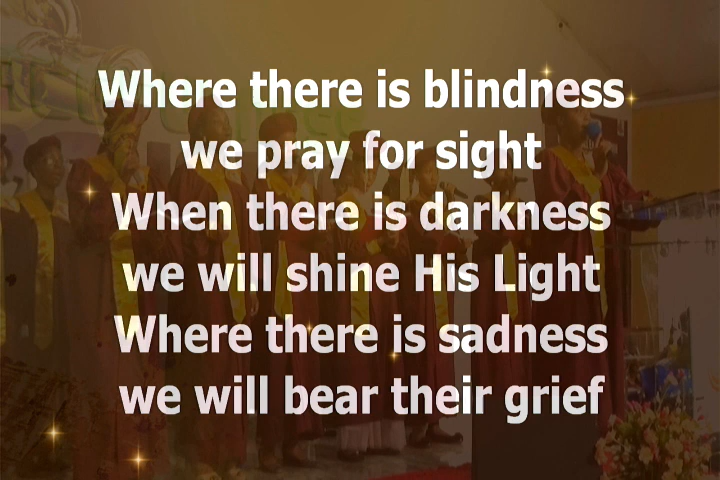 Where there is blindness
we pray for sight
When there is darkness
we will shine His Light
Where there is sadness
we will bear their grief